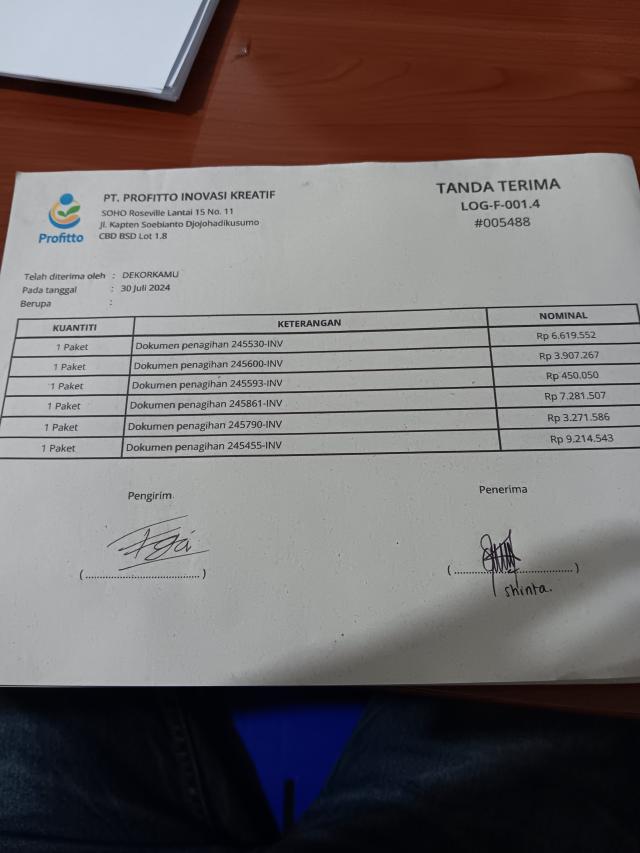 PT. PROFITTO INOVASI KREATIF
SOHO Roseville Lantai 15 No. 11
Jl. Kapten Soebianto Djojohadikusumo
CBD BSD Lot 1.8
Profitto
TANDA TERIMA
LOG-F-001.4
#005488
Telah diterima oleh : DEKORKAMU
Pada tanggal : 30 Juli 2024
Berupa :
KUANTITI KETERANGAN NOMINAL
1 Paket Dokumen penagihan 245530-INV Rp 6.619.552
1 Paket Dokumen penagihan 245600-INV Rp 3.907.267
1 Paket Dokumen penagihan 245593-INV Rp 450.050
1 Paket Dokumen penagihan 245861-INV Rp 7.281.507
1 Paket Dokumen penagihan 245790-INV Rp 3.271.586
1 Paket Dokumen penagihan 245455-INV Rp 9.214.543
Pengirim Penerima
(......................................) (......................................)
shinta.